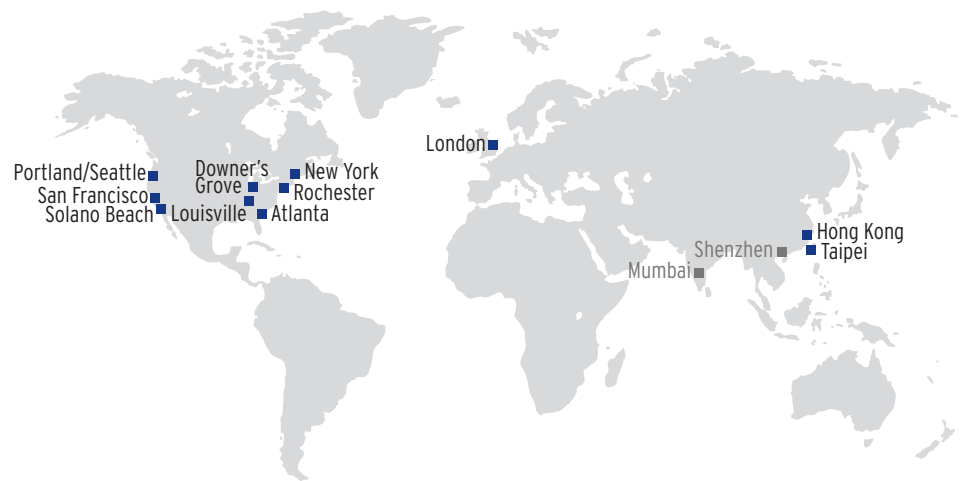 Portland/Seattle
San Francisco
Solano Beach
Downer's
Grove
Louisville
New York
Rochester
Atlanta
London
Hong Kong
Taipei
Shenzhen
Mumbai